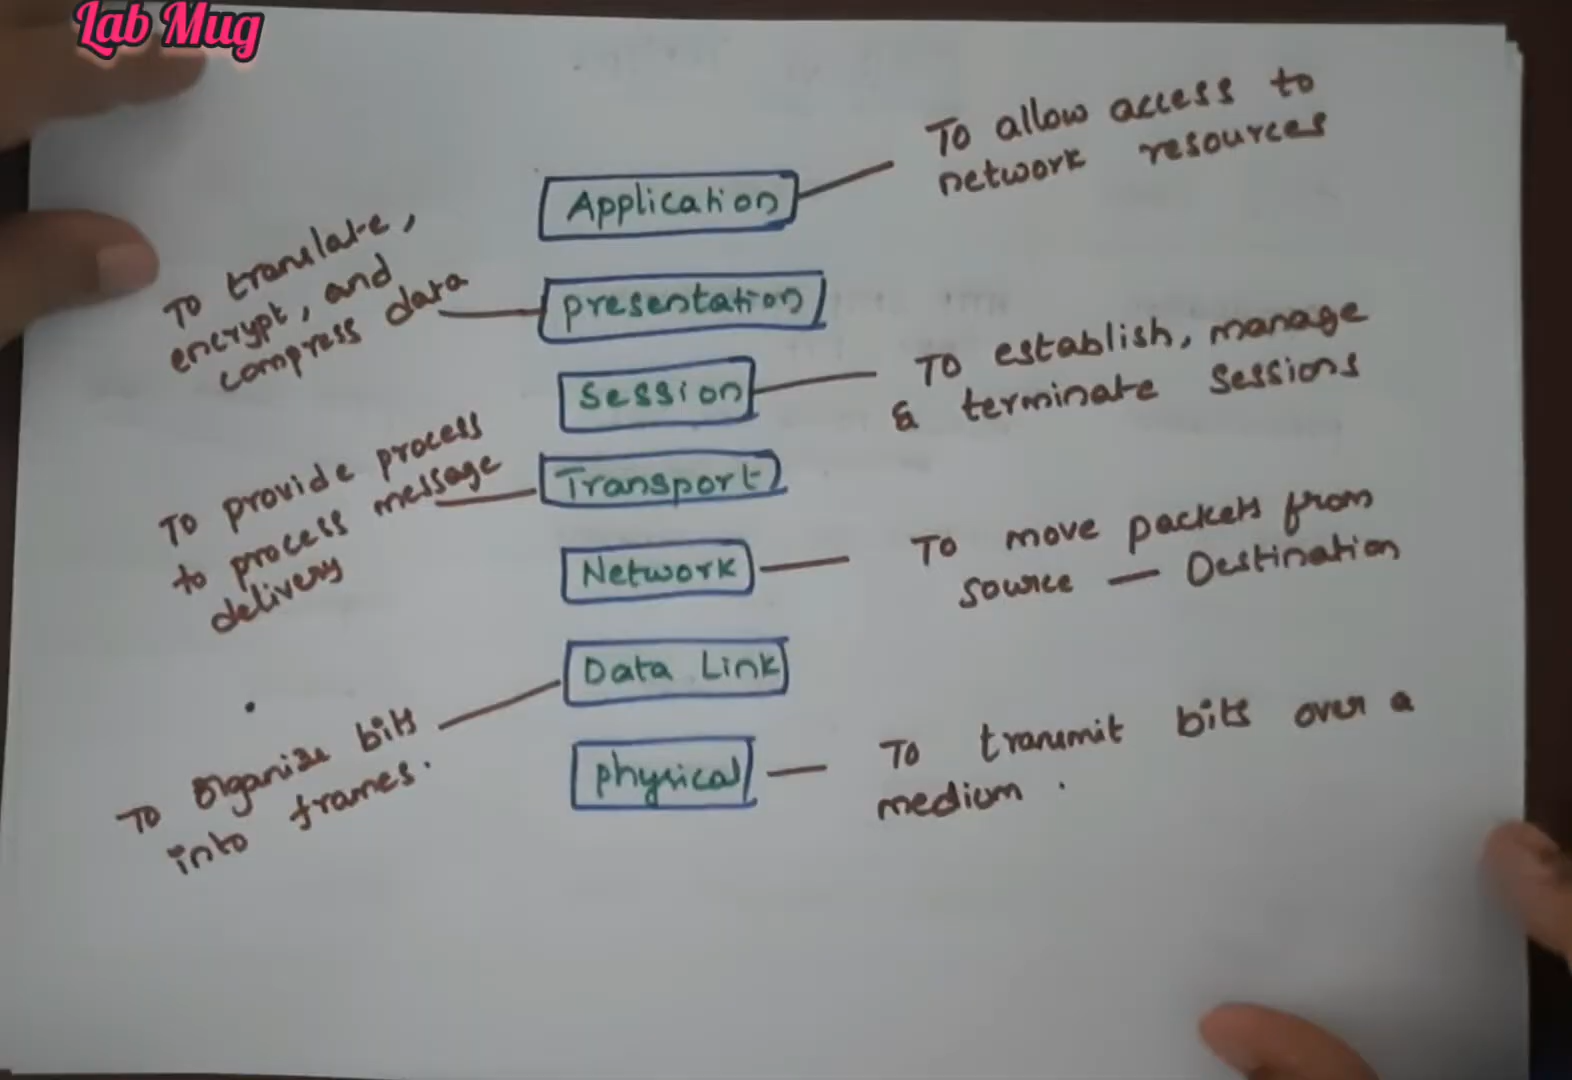 Lab Mug
Application
To allow access to
network resources
To translate,
encrypt, and
compress data
presentation
Session
To establish, manage
& terminate sessions
To provide process
to process message
delivery
Transport
Network
To move packets from
source — Destination
Data Link
To organize bits
into frames.
physical
To transmit bits over a
medium.